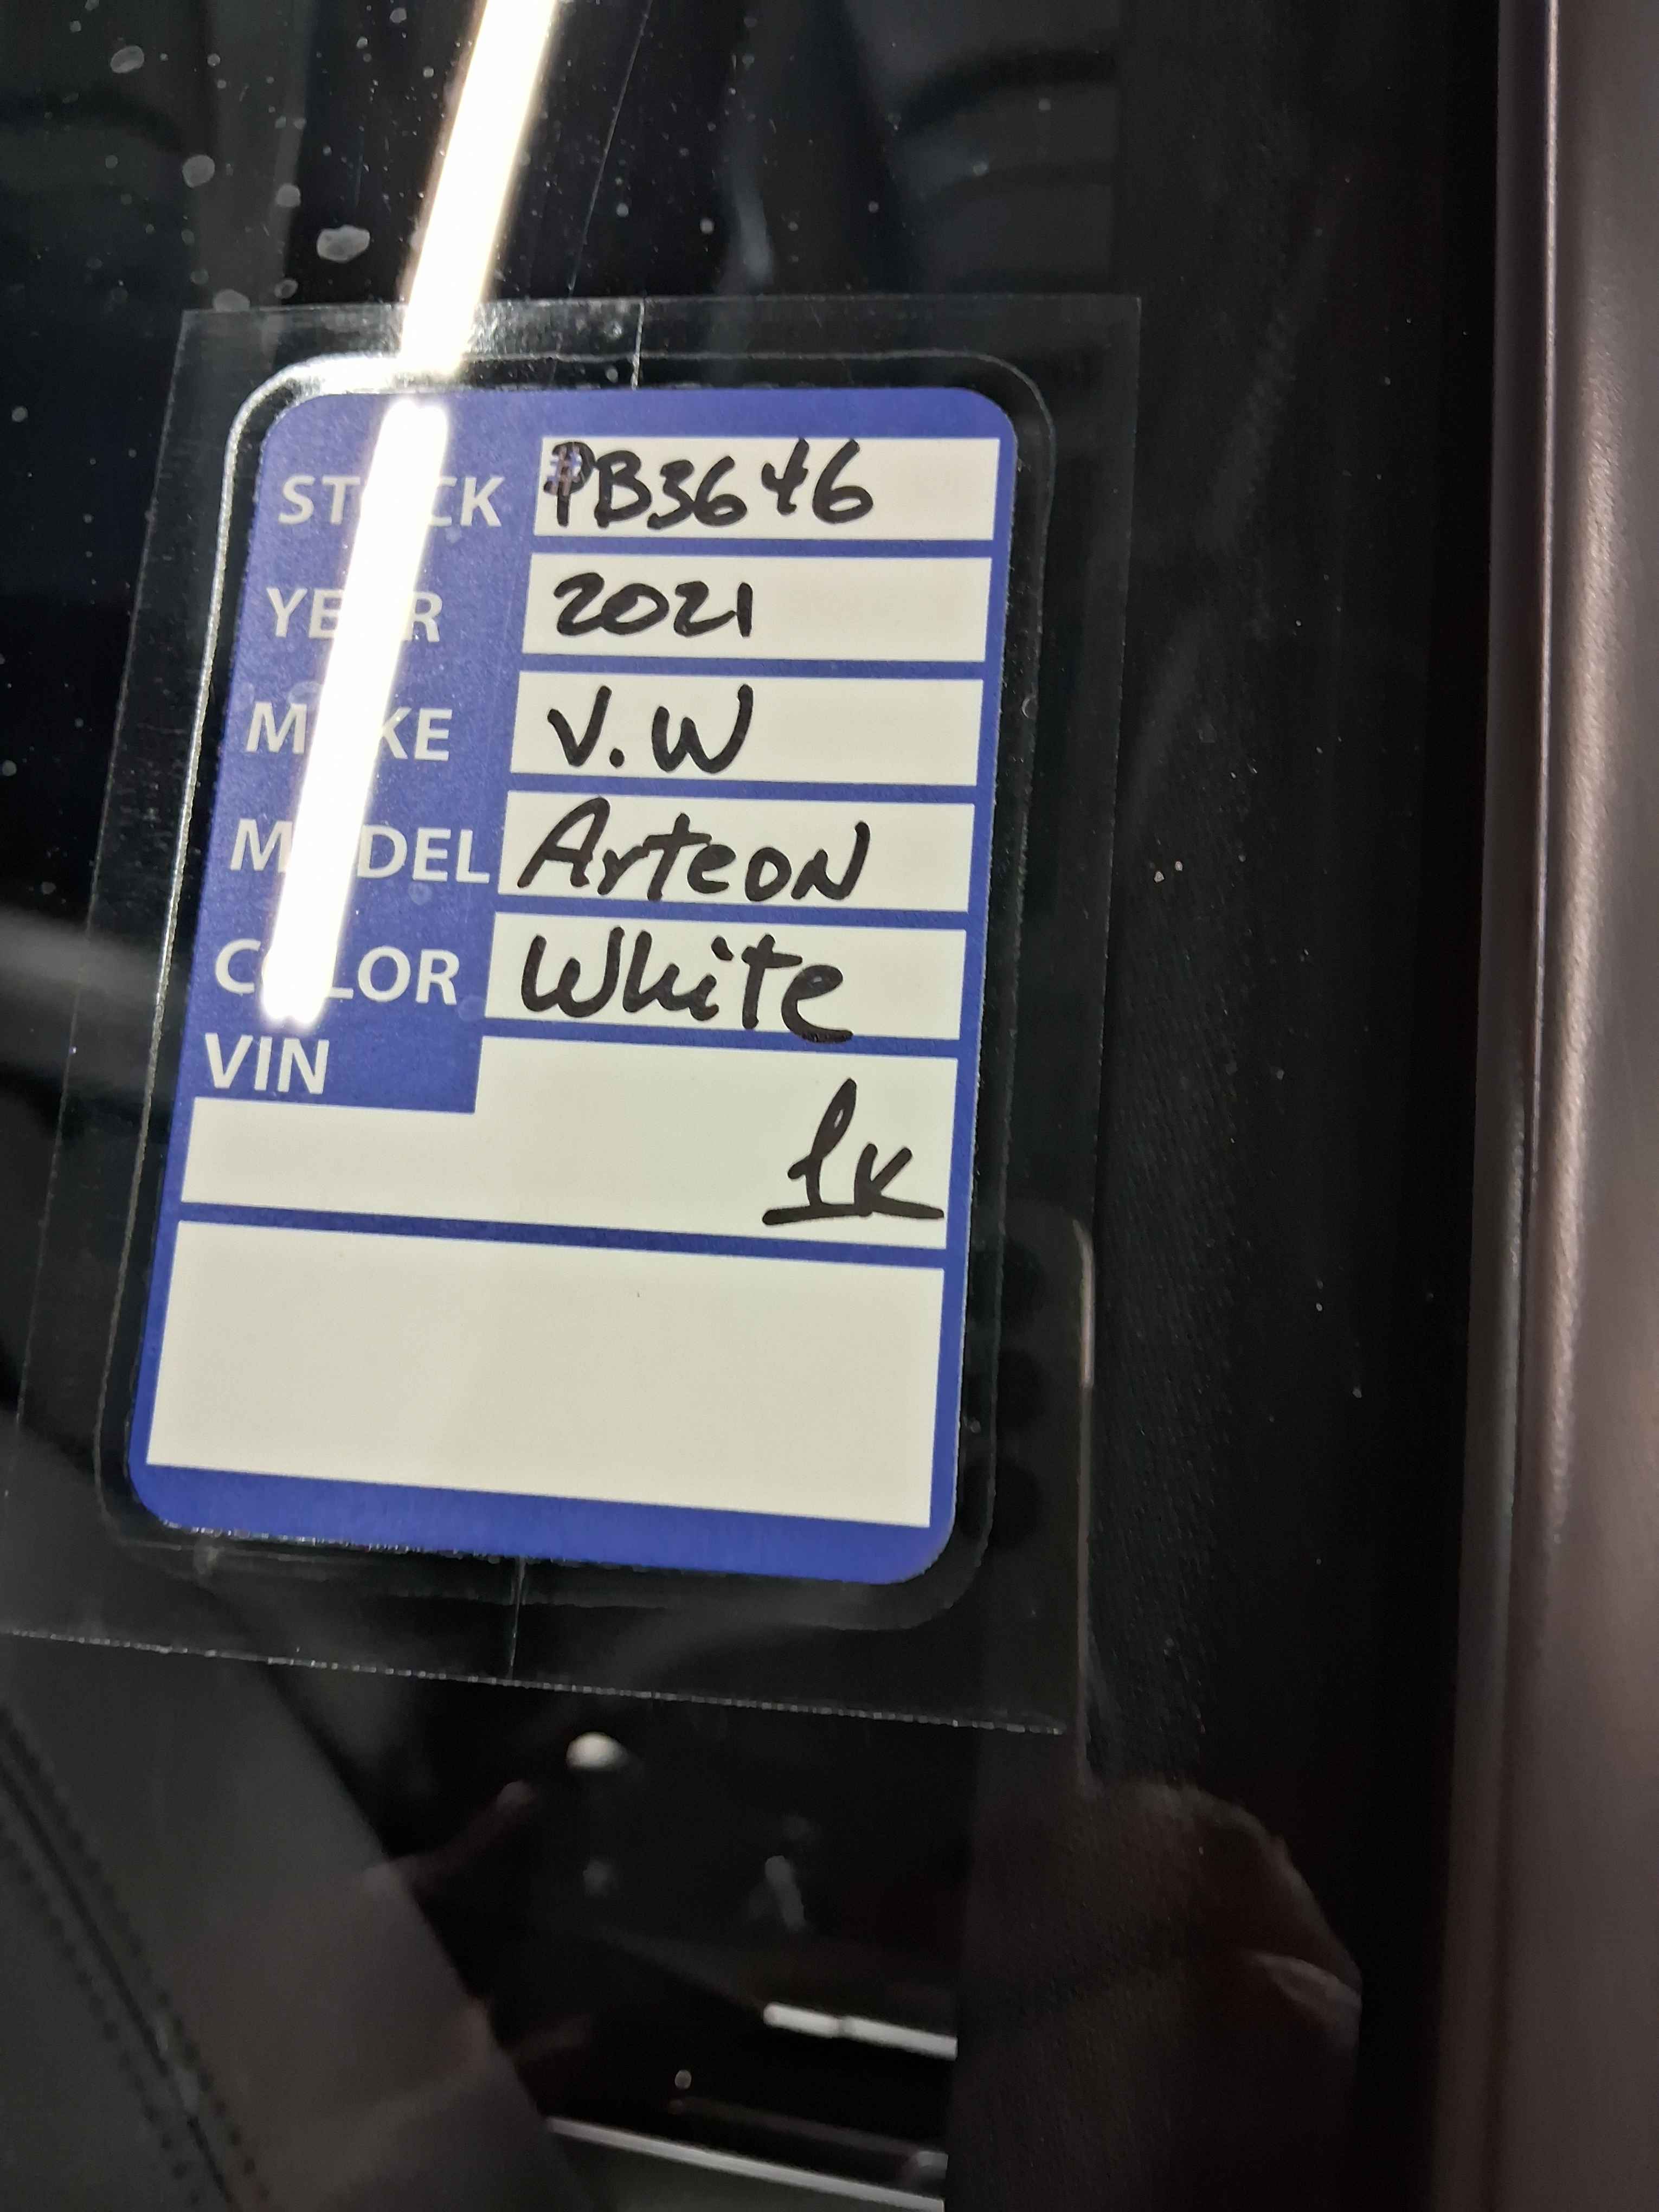 STOCK #PB3646
YEAR 2021
MAKE V.W
MODEL Arteon
COLOR White
VIN
1K